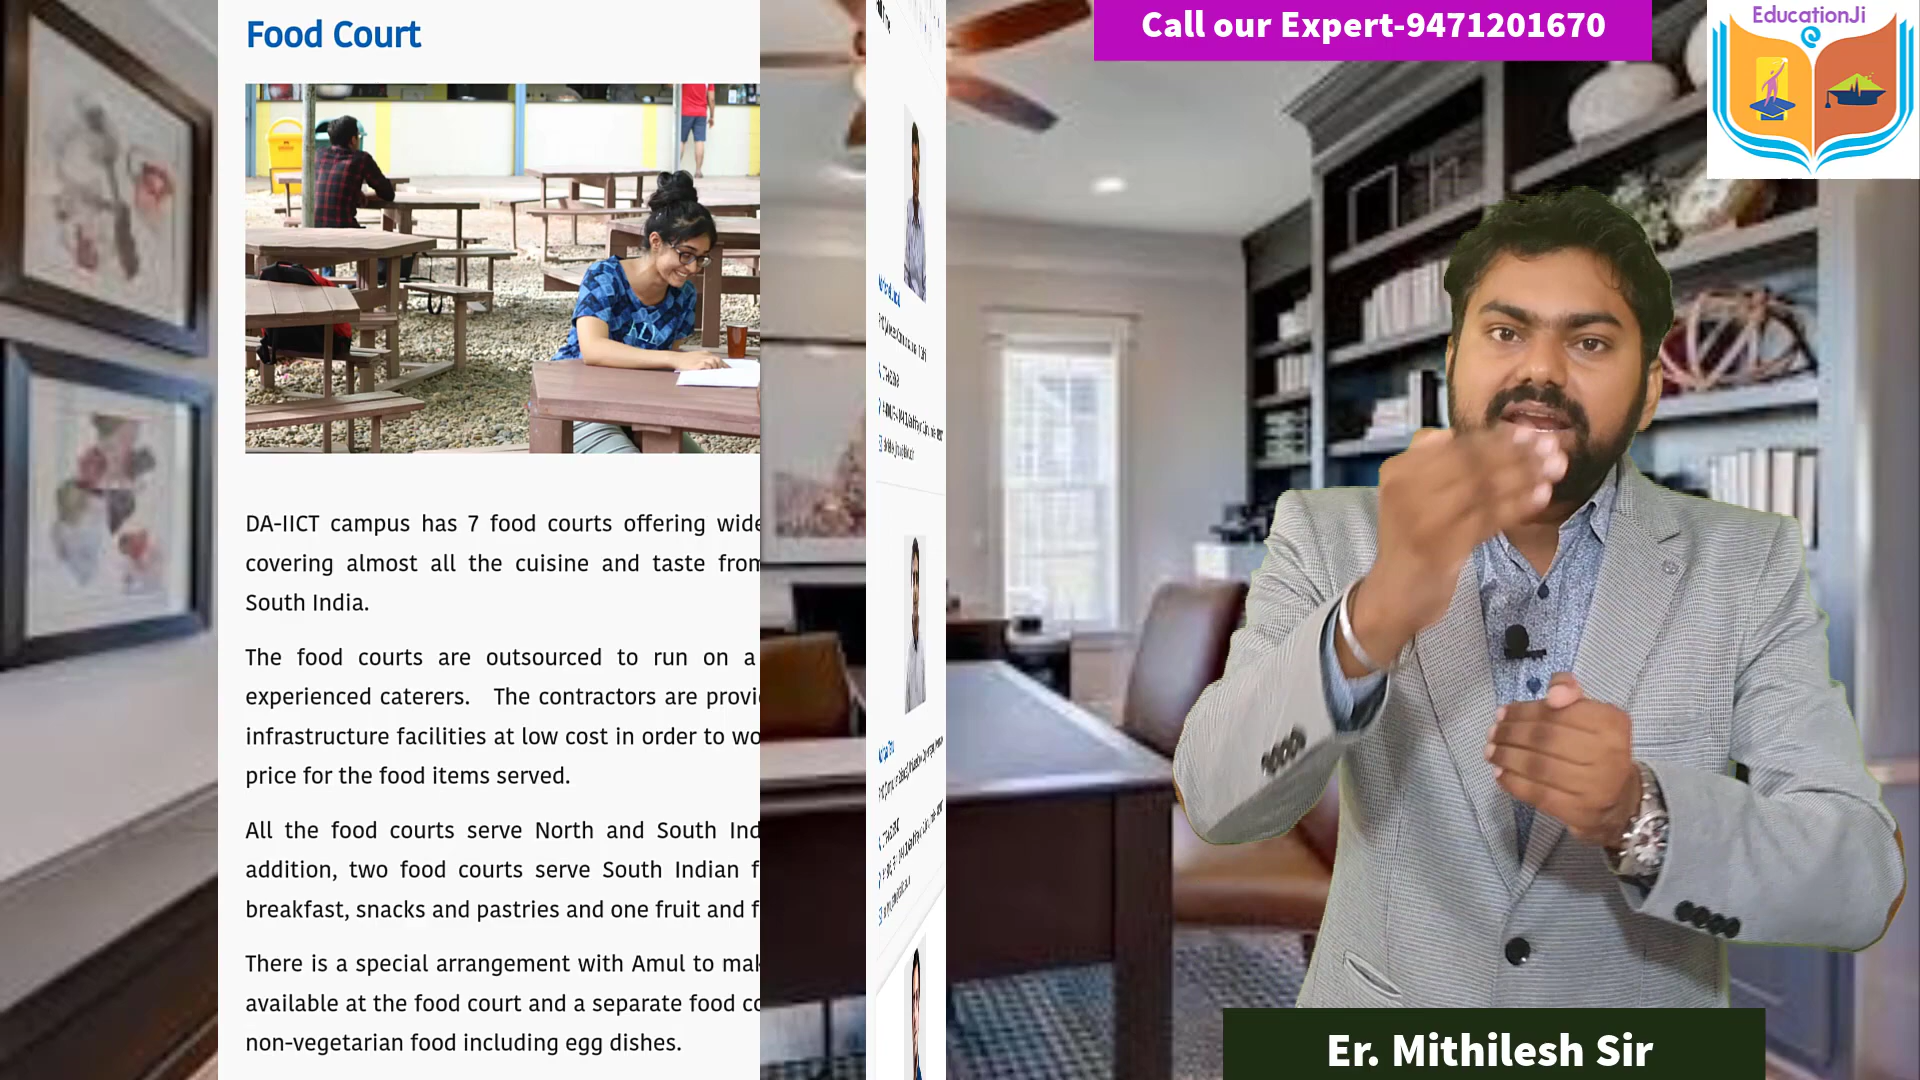 Food Court
DA-IICT campus has 7 food courts offering wide
covering almost all the cuisine and taste from
South India.
The food courts are outsourced to run on a
experienced caterers. The contractors are provi
infrastructure facilities at low cost in order to wo
price for the food items served.
All the food courts serve North and South Ind
addition, two food courts serve South Indian f
breakfast, snacks and pastries and one fruit and f
There is a special arrangement with Amul to mak
available at the food court and a separate food co
non-vegetarian food including egg dishes.
Call our Expert-9471201670
EducationJi
Er. Mithilesh Sir